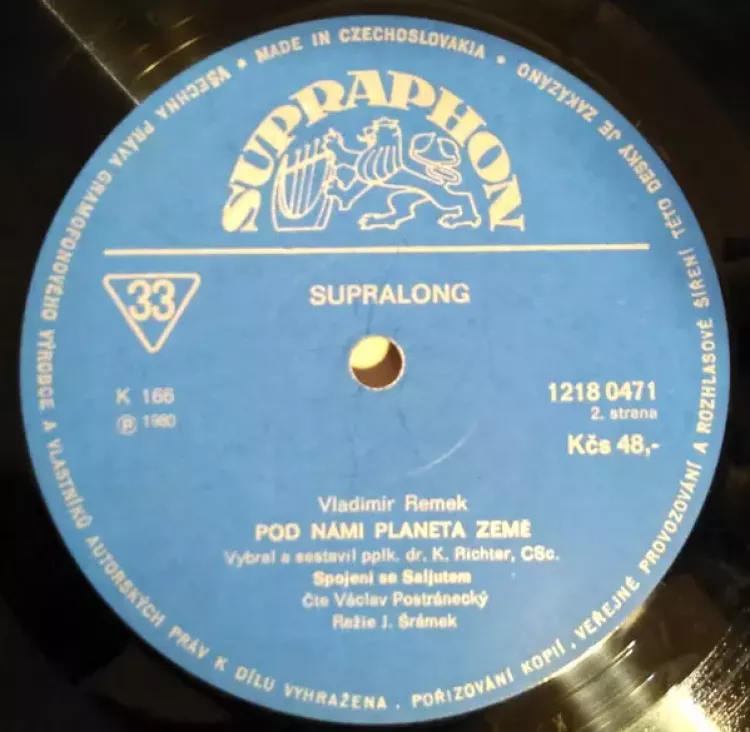 VŠECHNA PRÁVA GRAMOFONOVÉHO VÝROBCE A VLASTNÍKŮ AUTORSKÝCH PRÁV K DÍLU VYHRAŽENA . POŘIZOVÁNÍ KOPIÍ , VEŘEJNÉ PROVOZOVÁNÍ A ROZHLASOVÉ ŠÍŘENÍ TÉTO DESKY JE ZAKÁZÁNO
• MADE IN CZECHOSLOVAKIA •
SUPRAPHON
33
SUPRALONG
K 166
℗ 1980
1218 0471
2. strana
Kčs 48,-
Vladimír Remek
POD NÁMI PLANETA ZEMĚ
Vybral a sestavil pplk. dr. K. Richter, CSc.
Spojení se Saljutem
Čte Václav Postránecký
Režie J. Šrámek